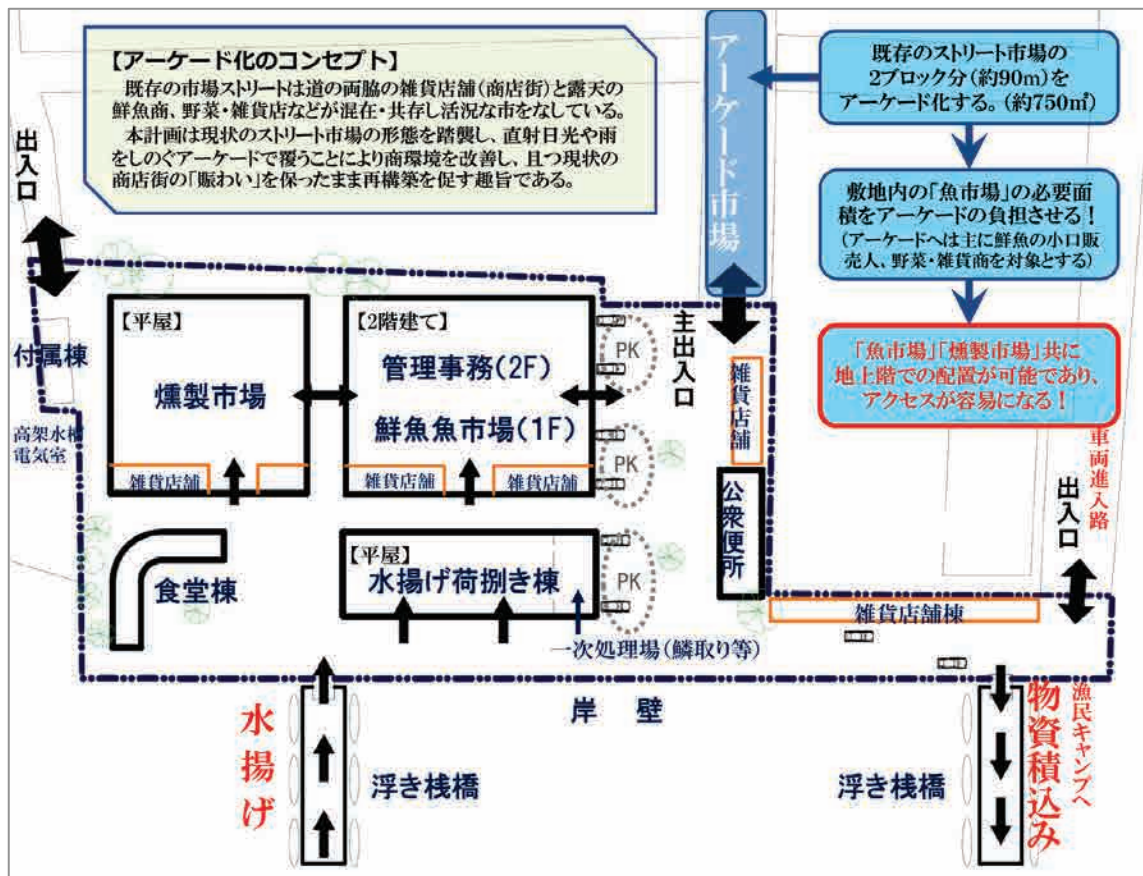 【アーケード化のコンセプト】
既存の市場ストリートは道の両脇の雑貨店舗(商店街)と露天の
鮮魚商、野菜・雑貨店などが混在・共存し活況な市をなしている。
本計画は現状のストリート市場の形態を踏襲し、直射日光や雨
をしのぐアーケードで覆うことにより商環境を改善し、且つ現状の
商店街の「賑わい」を保ったまま再構築を促す趣旨である。
アーケード市場
既存のストリート市場の
2ブロック分(約90m)を
アーケード化する。(約750㎡)
敷地内の「魚市場」の必要面
積をアーケードの負担させる!
(アーケードへは主に鮮魚の小口販
売人、野菜・雑貨商を対象とする)
「魚市場」「燻製市場」共に
地上階での配置が可能であり、
アクセスが容易になる!
出入口
付属棟
高架水槽
電気室
【平屋】
燻製市場
雑貨店舗
【2階建て】
管理事務(2F)
鮮魚魚市場(1F)
雑貨店舗
雑貨店舗
PK
PK
PK
主出入口
雑貨店舗
公衆便所
車両進入路
出入口
食堂棟
【平屋】
水揚げ荷捌き棟
一次処理場(鱗取り等)
雑貨店舗棟
岸 壁
水揚げ
浮き桟橋
浮き桟橋
物資積込み
漁民キャンプへ